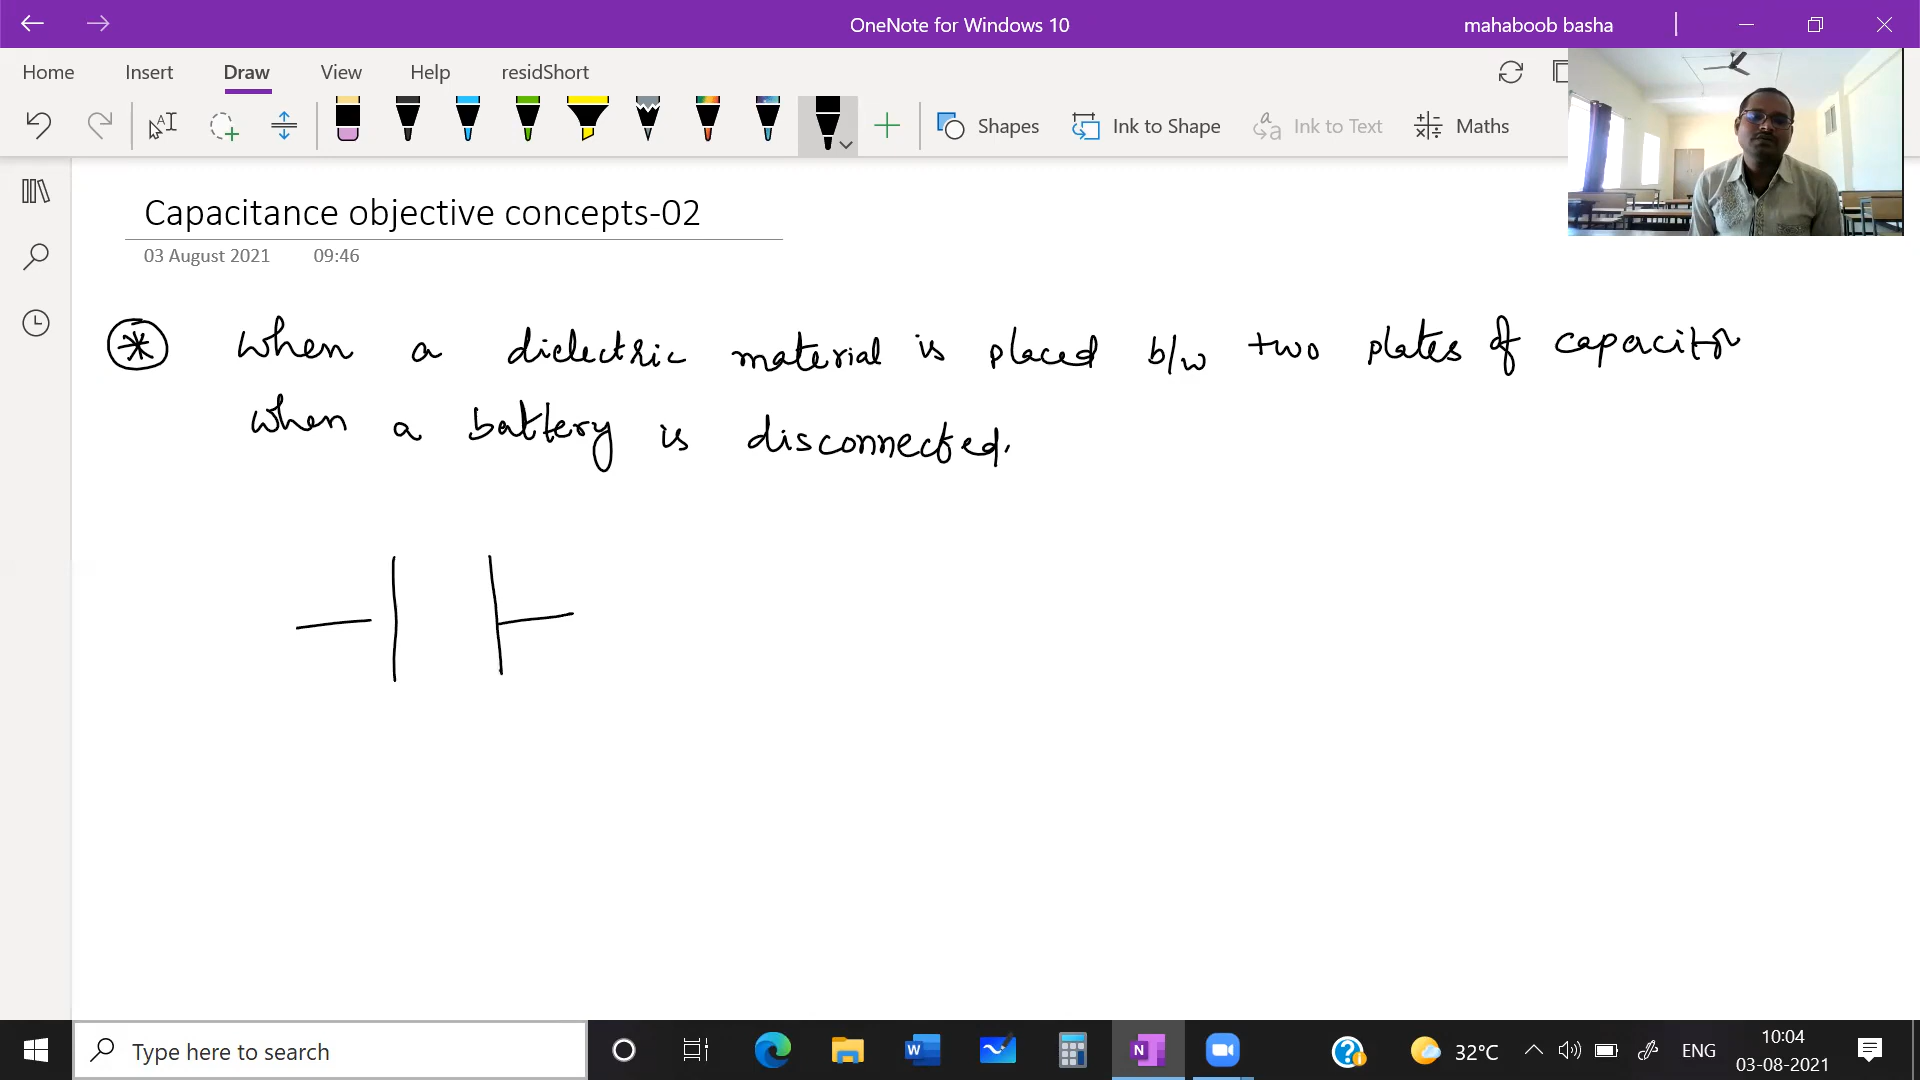 OneNote for Windows 10
mahaboob basha
Home Insert Draw View Help residShort
Shapes Ink to Shape Ink to Text Maths
Capacitance objective concepts-02
03 August 2021 09:46
When a dielectric material is placed b/w two plates of capacitor
when a battery is disconnected.
Type here to search
32°C ENG 10:04
03-08-2021